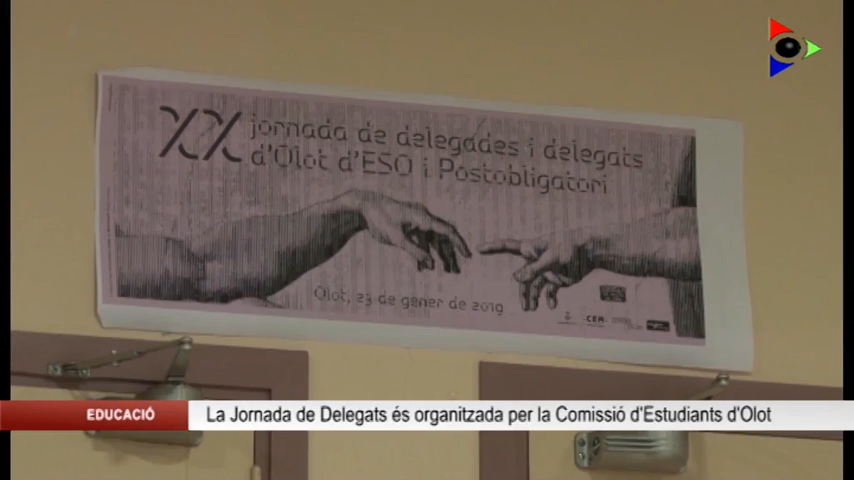 XX jornada de delegades i delegats
d'Olot d'ESO i Postobligatori
Olot, 23 de gener de 2019
CEM
EDUCACIÓ
La Jornada de Delegats és organitzada per la Comissió d'Estudiants d'Olot